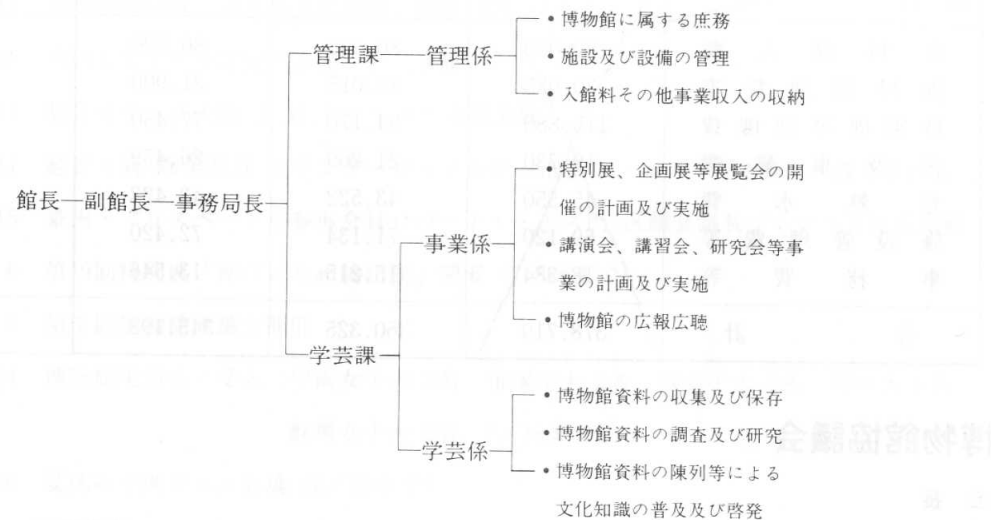 管理課
管理係
• 博物館に属する庶務
• 施設及び設備の管理
• 入館料その他事業収入の収納
館長
副館長
事務局長
事業係
• 特別展、企画展等展覧会の開
催の計画及び実施
• 講演会、講習会、研究会等事
業の計画及び実施
• 博物館の広報広聴
学芸課
学芸係
• 博物館資料の収集及び保存
• 博物館資料の調査及び研究
• 博物館資料の陳列等による
文化知識の普及及び啓発